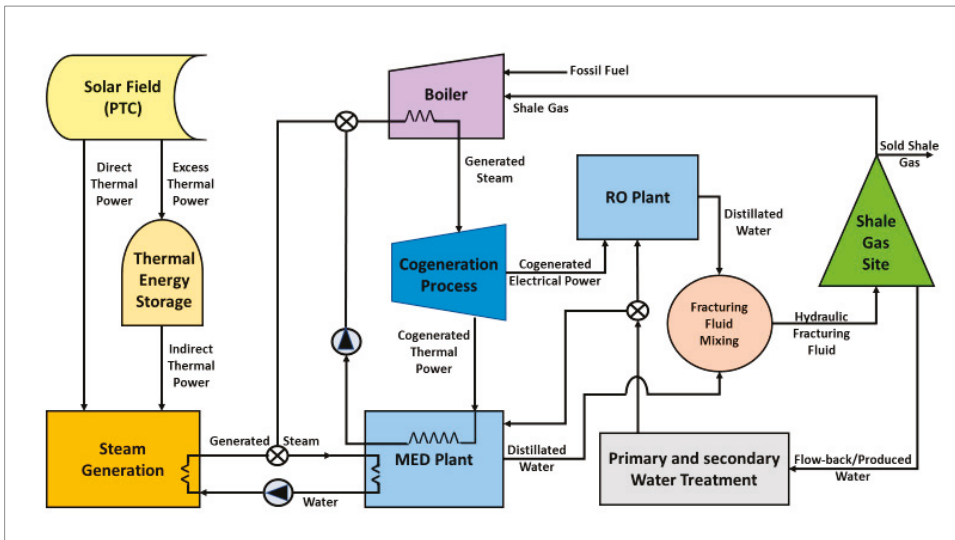 Solar Field
(PTC)
Direct
Thermal
Power
Excess
Thermal
Power
Thermal
Energy
Storage
Indirect
Thermal
Power
Steam
Generation
Generated Steam
Water
Boiler
Fossil Fuel
Shale Gas
Generated
Steam
Cogeneration
Process
Cogenerated
Electrical Power
Cogenerated
Thermal
Power
MED Plant
Distillated
Water
RO Plant
Distillated
Water
Fracturing
Fluid
Mixing
Hydraulic
Fracturing
Fluid
Sold Shale
Gas
Shale
Gas
Site
Primary and secondary
Water Treatment
Flow-back/Produced
Water